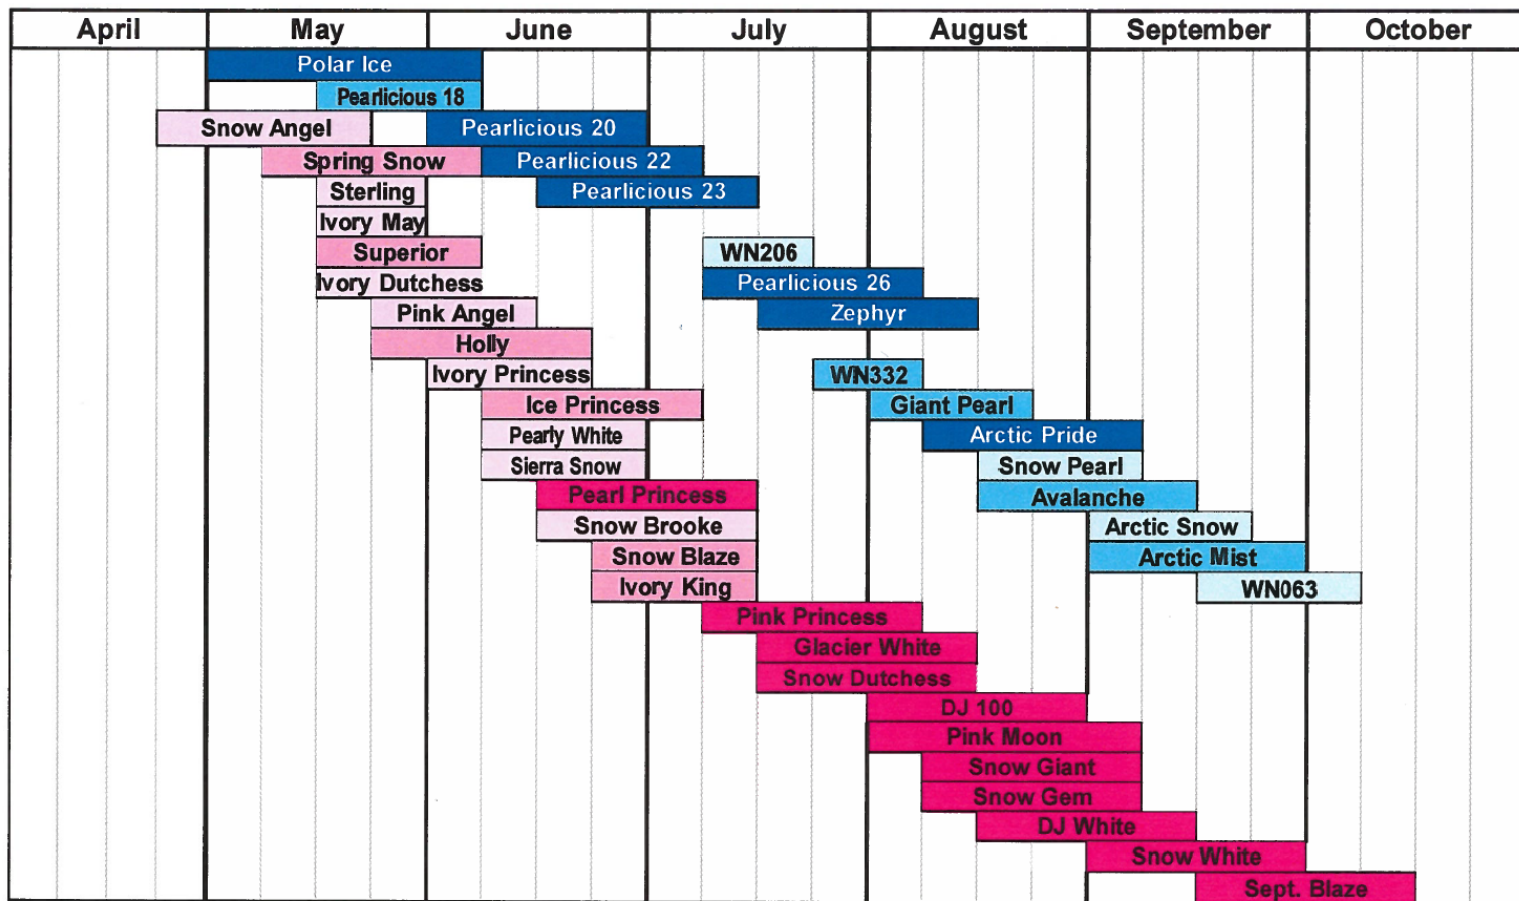 April May June July August September October
Polar Ice
Pearlicious 18
Snow Angel Pearlicious 20
Spring Snow Pearlicious 22
Sterling Pearlicious 23
Ivory May
Superior WN206
Ivory Dutchess Pearlicious 26
Pink Angel Zephyr
Holly
Ivory Princess WN332
Ice Princess Giant Pearl
Pearly White Arctic Pride
Sierra Snow Snow Pearl
Pearl Princess Avalanche
Snow Brooke Arctic Snow
Snow Blaze Arctic Mist
Ivory King WN063
Pink Princess
Glacier White
Snow Dutchess
DJ 100
Pink Moon
Snow Giant
Snow Gem
DJ White
Snow White
Sept. Blaze